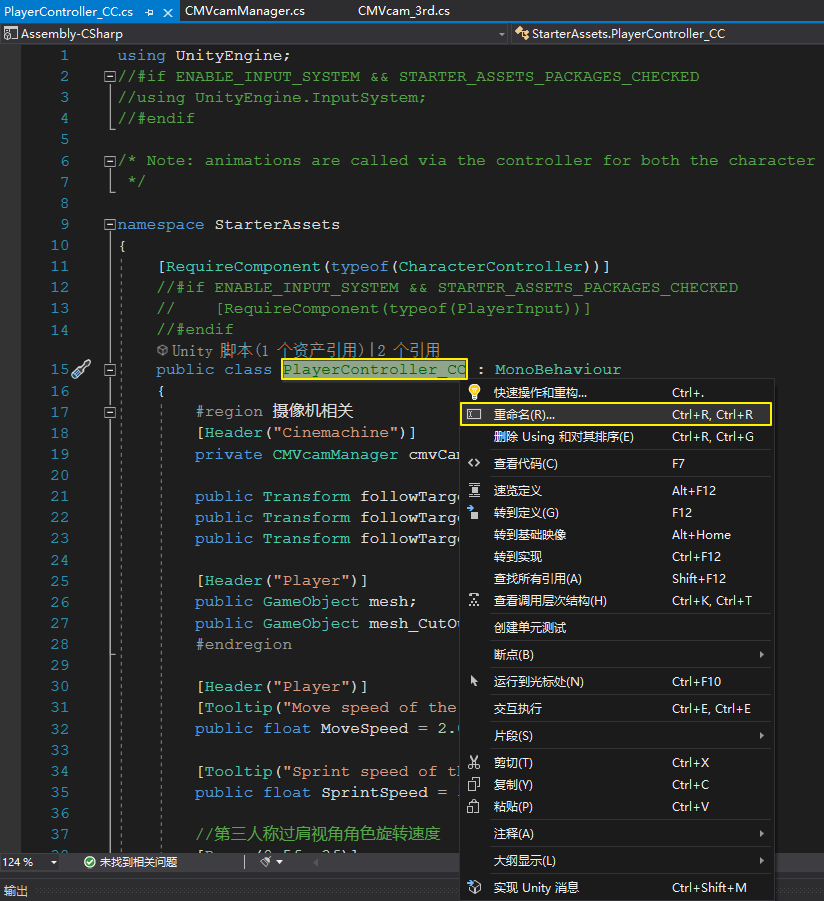 PlayerController_CC.cs CMVcamManager.cs CMVcam_3rd.cs
Assembly-CSharp StarterAssets.PlayerController_CC
1 using UnityEngine;
2 //#if ENABLE_INPUT_SYSTEM && STARTER_ASSETS_PACKAGES_CHECKED
3 //using UnityEngine.InputSystem;
4 //#endif
5
6 /* Note: animations are called via the controller for both the character
7 */
8
9 namespace StarterAssets
10 {
11 [RequireComponent(typeof(CharacterController))]
12 //#if ENABLE_INPUT_SYSTEM && STARTER_ASSETS_PACKAGES_CHECKED
13 // [RequireComponent(typeof(PlayerInput))]
14 //#endif
Unity 脚本(1 个资产引用)|2 个引用
15 public class PlayerController_CC : MonoBehaviour
16 {
17 #region 摄像机相关
18 [Header("Cinemachine")]
19 private CMVcamManager cmvCam
20
21 public Transform followTarg
22 public Transform followTarg
23 public Transform followTarg
24
25 [Header("Player")]
26 public GameObject mesh;
27 public GameObject mesh_CutO
28 #endregion
29
30 [Header("Player")]
31 [Tooltip("Move speed of the
32 public float MoveSpeed = 2.
33
34 [Tooltip("Sprint speed of t
35 public float SprintSpeed =
36
37 //第三人称过肩视角角色旋转速度
快速操作和重构... Ctrl+.
重命名(R)... Ctrl+R, Ctrl+R
删除 Using 和对其排序(E) Ctrl+R, Ctrl+G
查看代码(C) F7
速览定义 Alt+F12
转到定义(G) F12
转到基础映像 Alt+Home
转到实现 Ctrl+F12
查找所有引用(A) Shift+F12
查看调用层次结构(H) Ctrl+K, Ctrl+T
创建单元测试
断点(B)
运行到光标处(N) Ctrl+F10
交互执行 Ctrl+E, Ctrl+E
片段(S)
剪切(T) Ctrl+X
复制(Y) Ctrl+C
粘贴(P) Ctrl+V
注释(A)
大纲显示(L)
实现 Unity 消息 Ctrl+Shift+M
124 % 未找到相关问题
输出